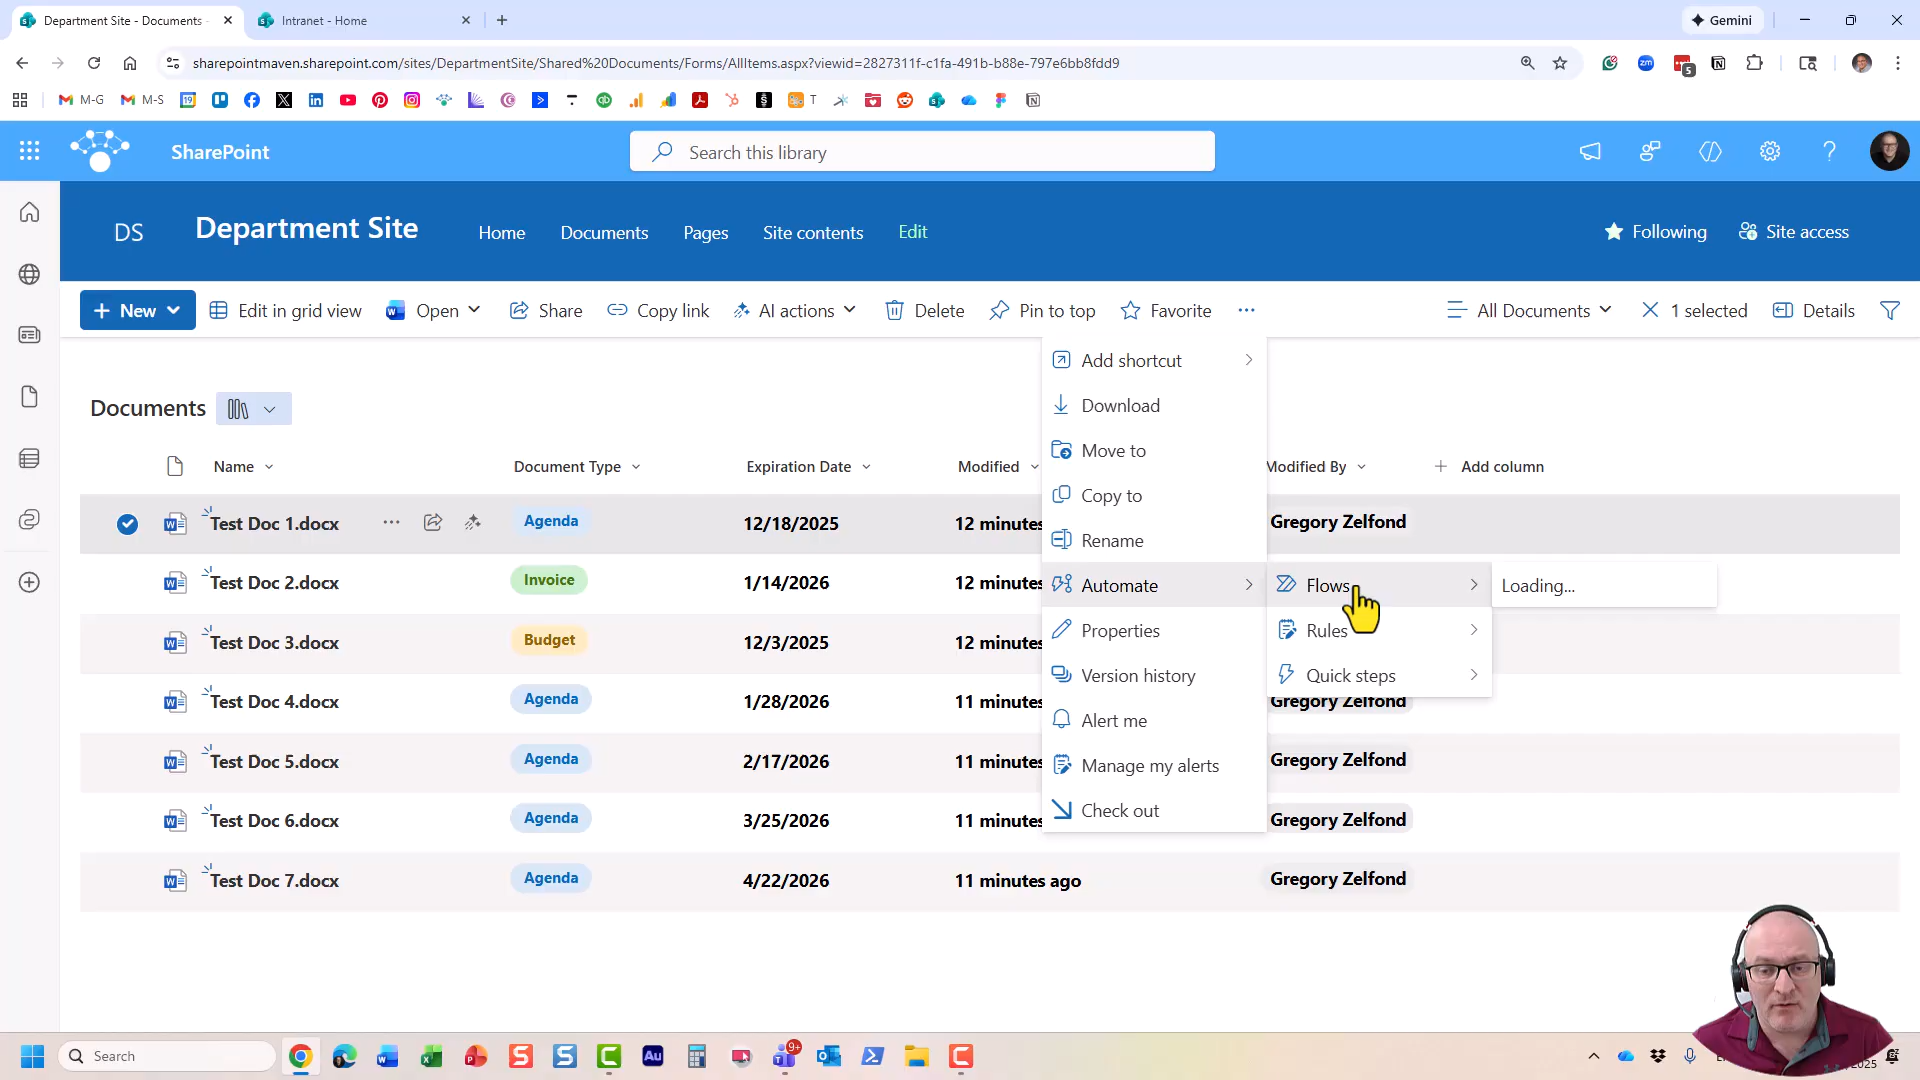 Department Site - Documents -
Intranet - Home
Gemini
sharepointmaven.sharepoint.com/sites/DepartmentSite/Shared%20Documents/Forms/AllItems.aspx?viewid=2827311f-c1fa-491b-b88e-797e6bb8fdd9
M-G
M-S
T
SharePoint
Search this library
DS
Department Site
Home
Documents
Pages
Site contents
Edit
Following
Site access
New
Edit in grid view
Open
Share
Copy link
AI actions
Delete
Pin to top
Favorite
All Documents
1 selected
Details
Documents
Add shortcut
Download
Move to
Copy to
Rename
Automate
Properties
Version history
Alert me
Manage my alerts
Check out
Flows
Rules
Quick steps
Loading...
Name
Document Type
Expiration Date
Modified
Modified By
Add column
Test Doc 1.docx
Agenda
12/18/2025
12 minutes
Gregory Zelfond
Test Doc 2.docx
Invoice
1/14/2026
12 minutes
Test Doc 3.docx
Budget
12/3/2025
12 minutes
Test Doc 4.docx
Agenda
1/28/2026
11 minutes
Gregory Zelfond
Test Doc 5.docx
Agenda
2/17/2026
11 minutes
Gregory Zelfond
Test Doc 6.docx
Agenda
3/25/2026
11 minutes
Gregory Zelfond
Test Doc 7.docx
Agenda
4/22/2026
11 minutes ago
Gregory Zelfond
Search
9+